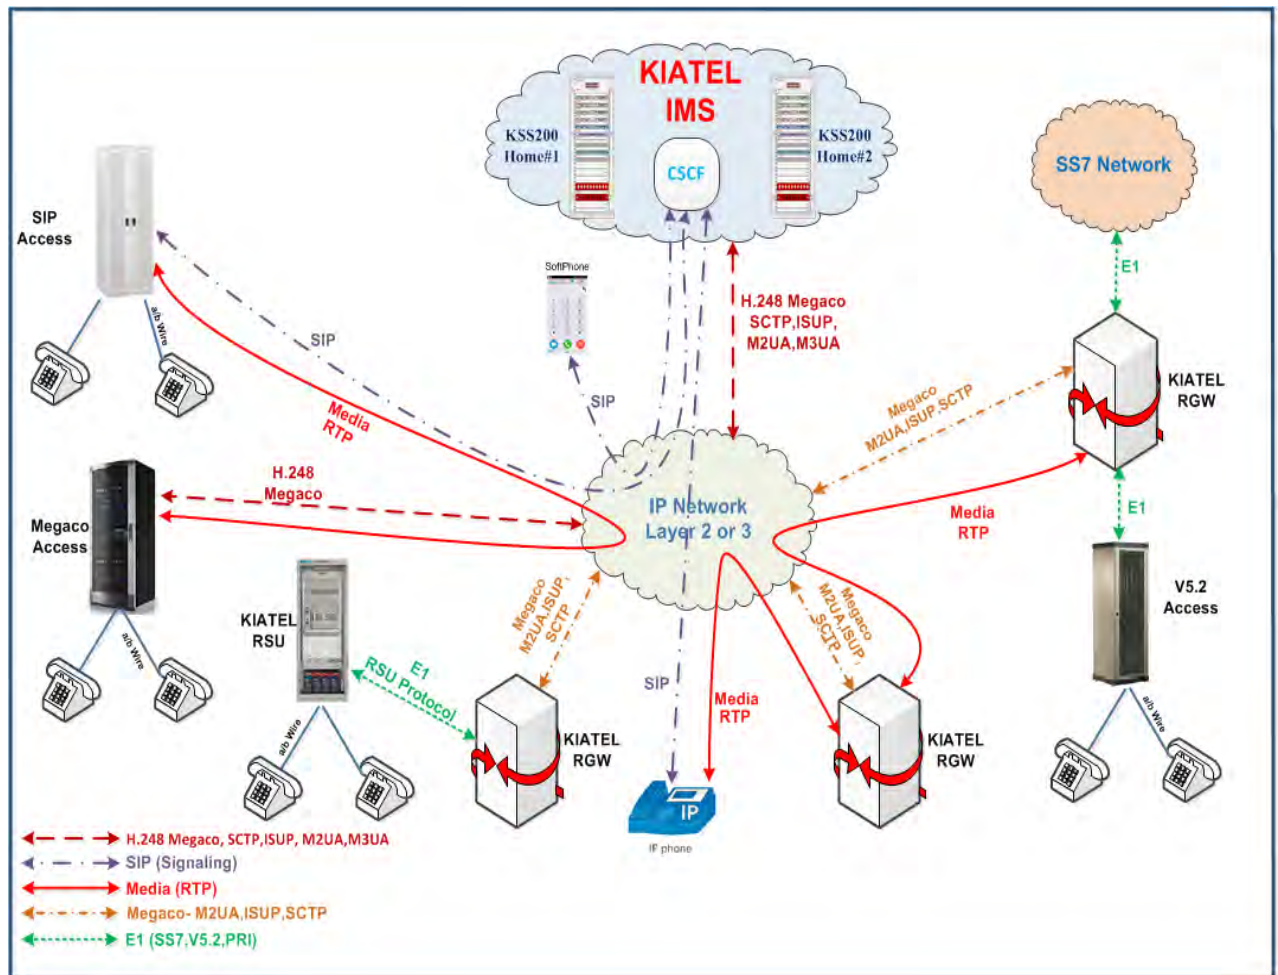 KIATEL
IMS
KSS200
Home#1
KSS200
Home#2
CSCF
SS7 Network
SIP
Access
SoftPhone
E1
H.248 Megaco
SCTP,ISUP,
M2UA,M3UA
a/b Wire
SIP
KIATEL
RGW
Megaco
M2UA,ISUP,SCTP
SIP
Media
RTP
H.248
Megaco
IP Network
Layer 2 or 3
E1
Media
RTP
Megaco
Access
V5.2
Access
KIATEL
RSU
Megaco
M2UA,ISUP,
SCTP
Megaco
M2UA,ISUP,
SCTP
a/b Wire
E1
RSU Protocol
SIP
Media
RTP
a/b Wire
a/b Wire
KIATEL
RGW
KIATEL
RGW
IP
IP phone
H.248 Megaco, SCTP,ISUP, M2UA,M3UA
SIP (Signaling)
Media (RTP)
Megaco- M2UA,ISUP,SCTP
E1 (SS7,V5.2,PRI)